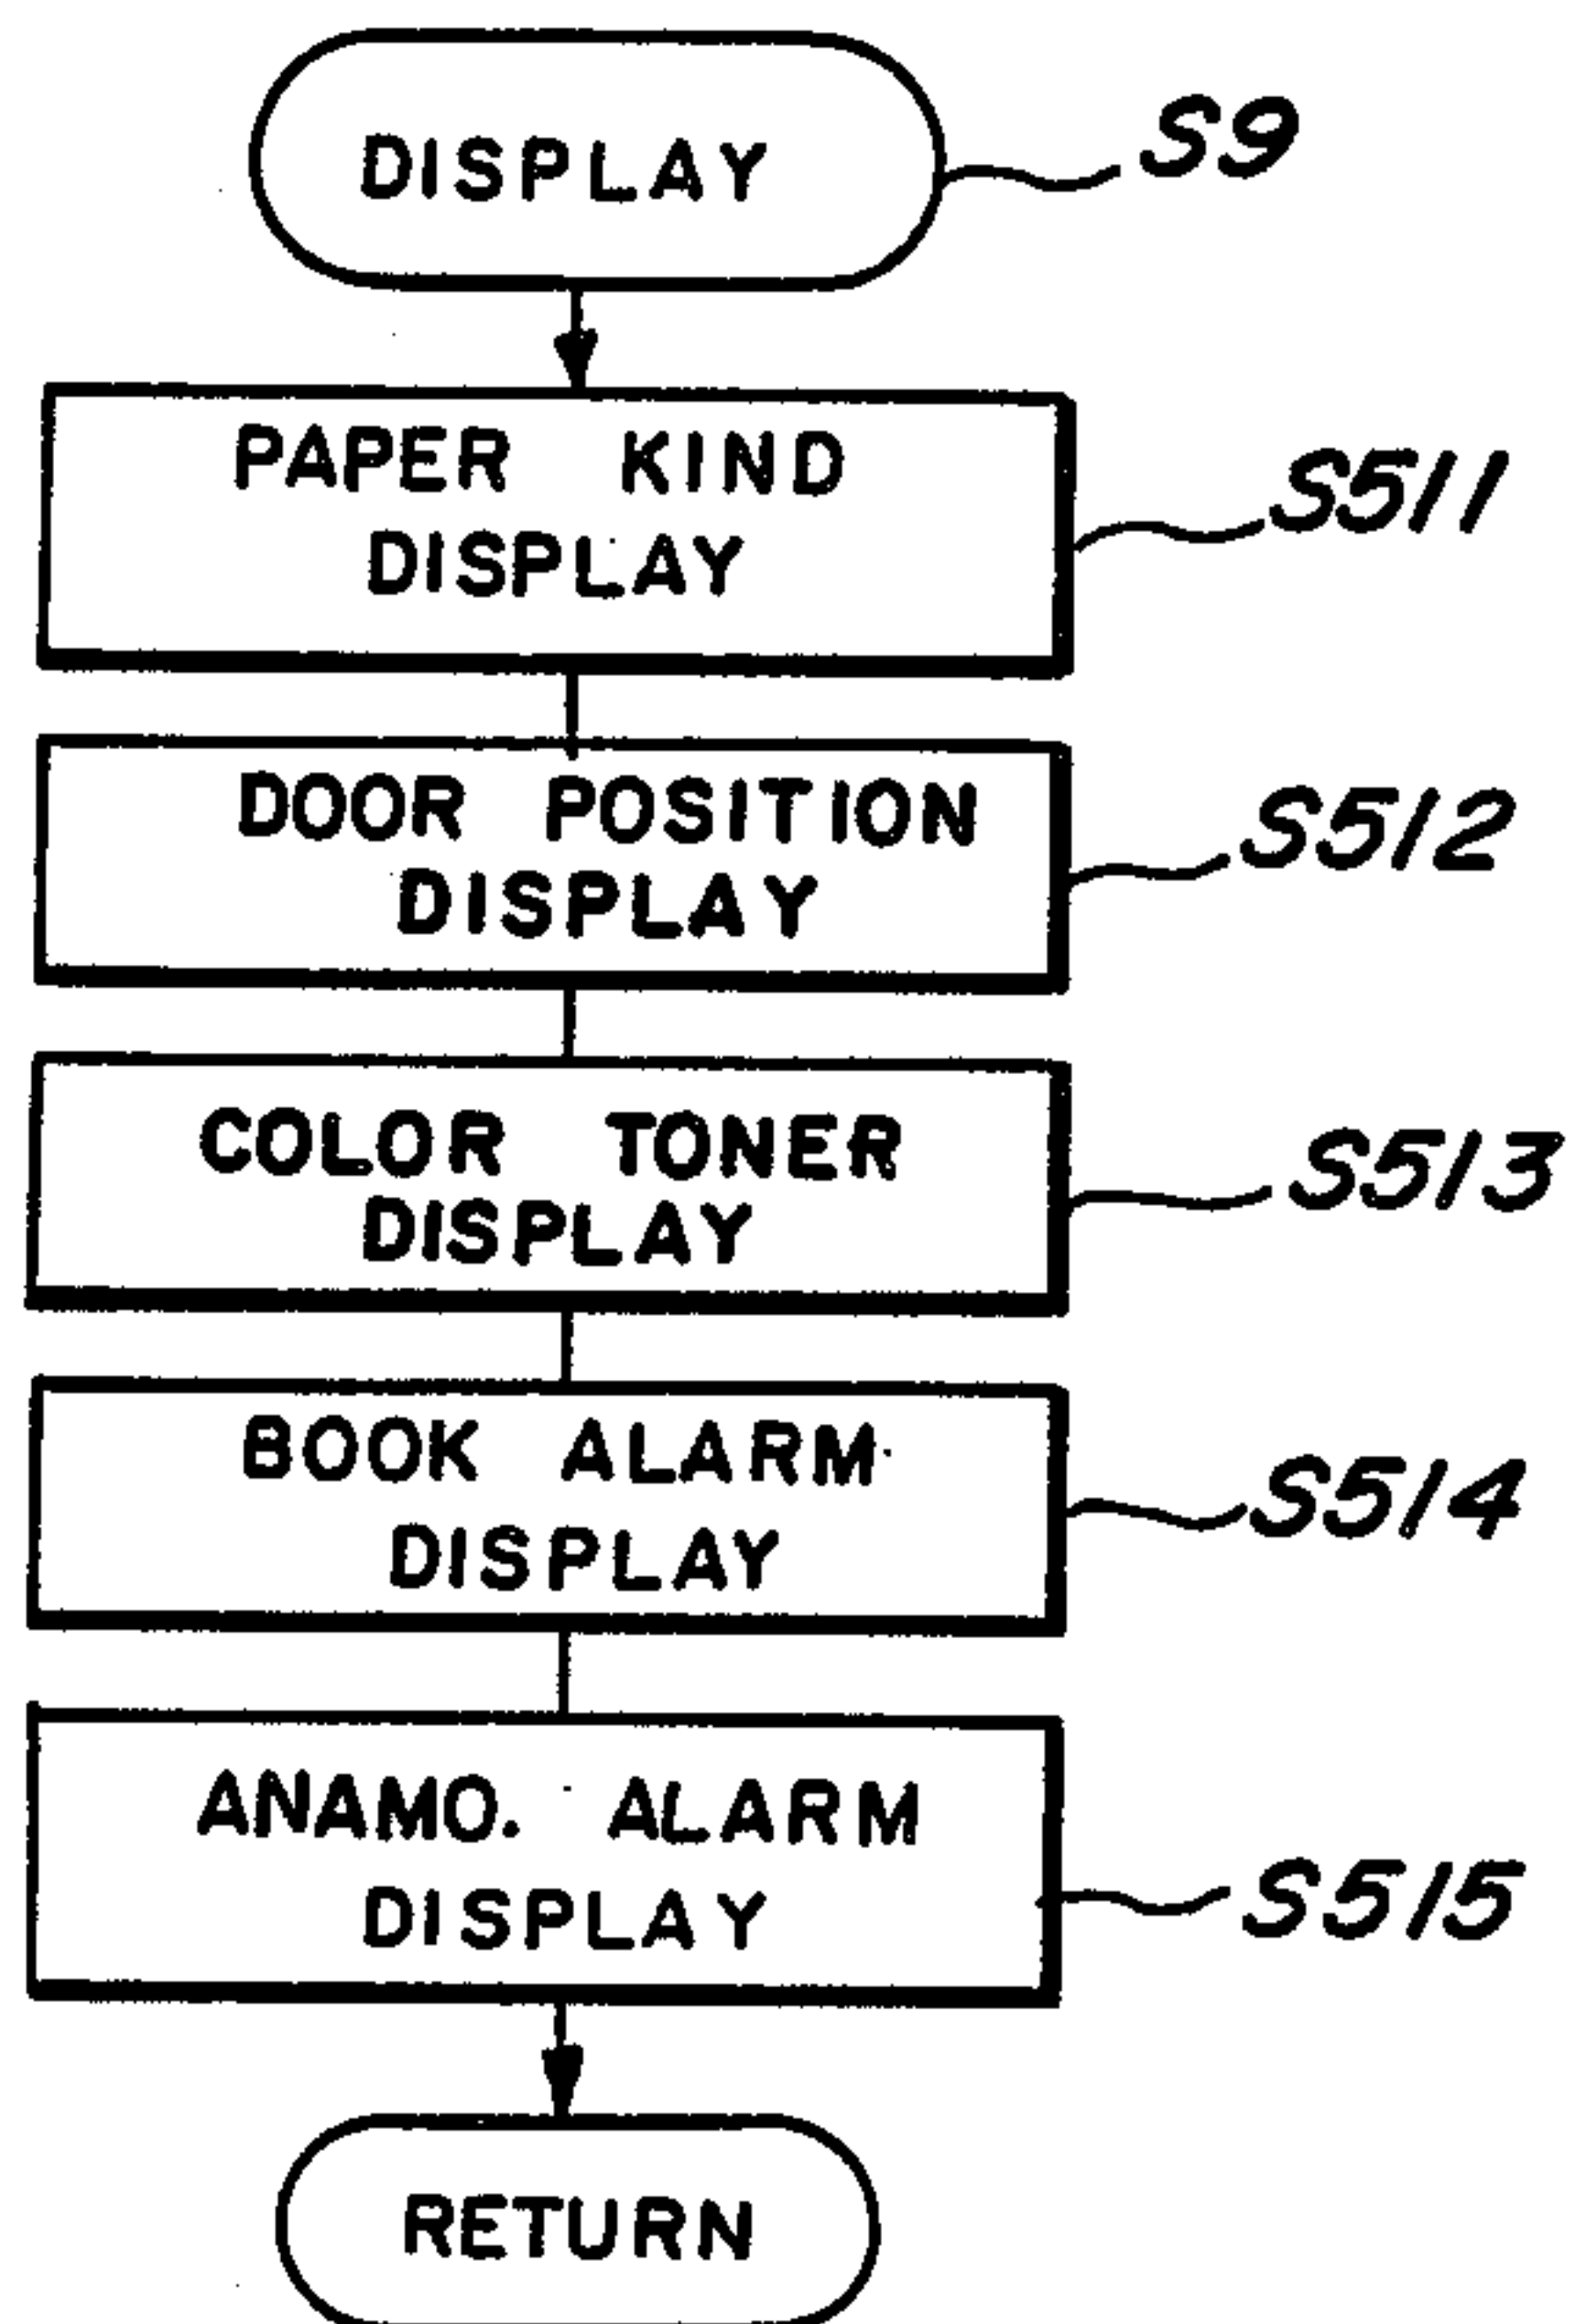 DISPLAY
S9
PAPER KIND
DISPLAY
S511
DOOR POSITION
DISPLAY
S512
COLOR TONER
DISPLAY
S513
BOOK ALARM
DISPLAY
S514
ANAMO. ALARM
DISPLAY
S515
RETURN